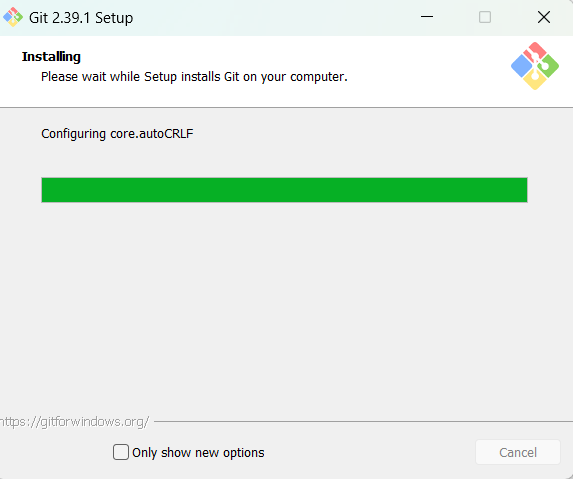 Git 2.39.1 Setup
Installing
Please wait while Setup installs Git on your computer.
Configuring core.autoCRLF
https://gitforwindows.org/
Only show new options
Cancel